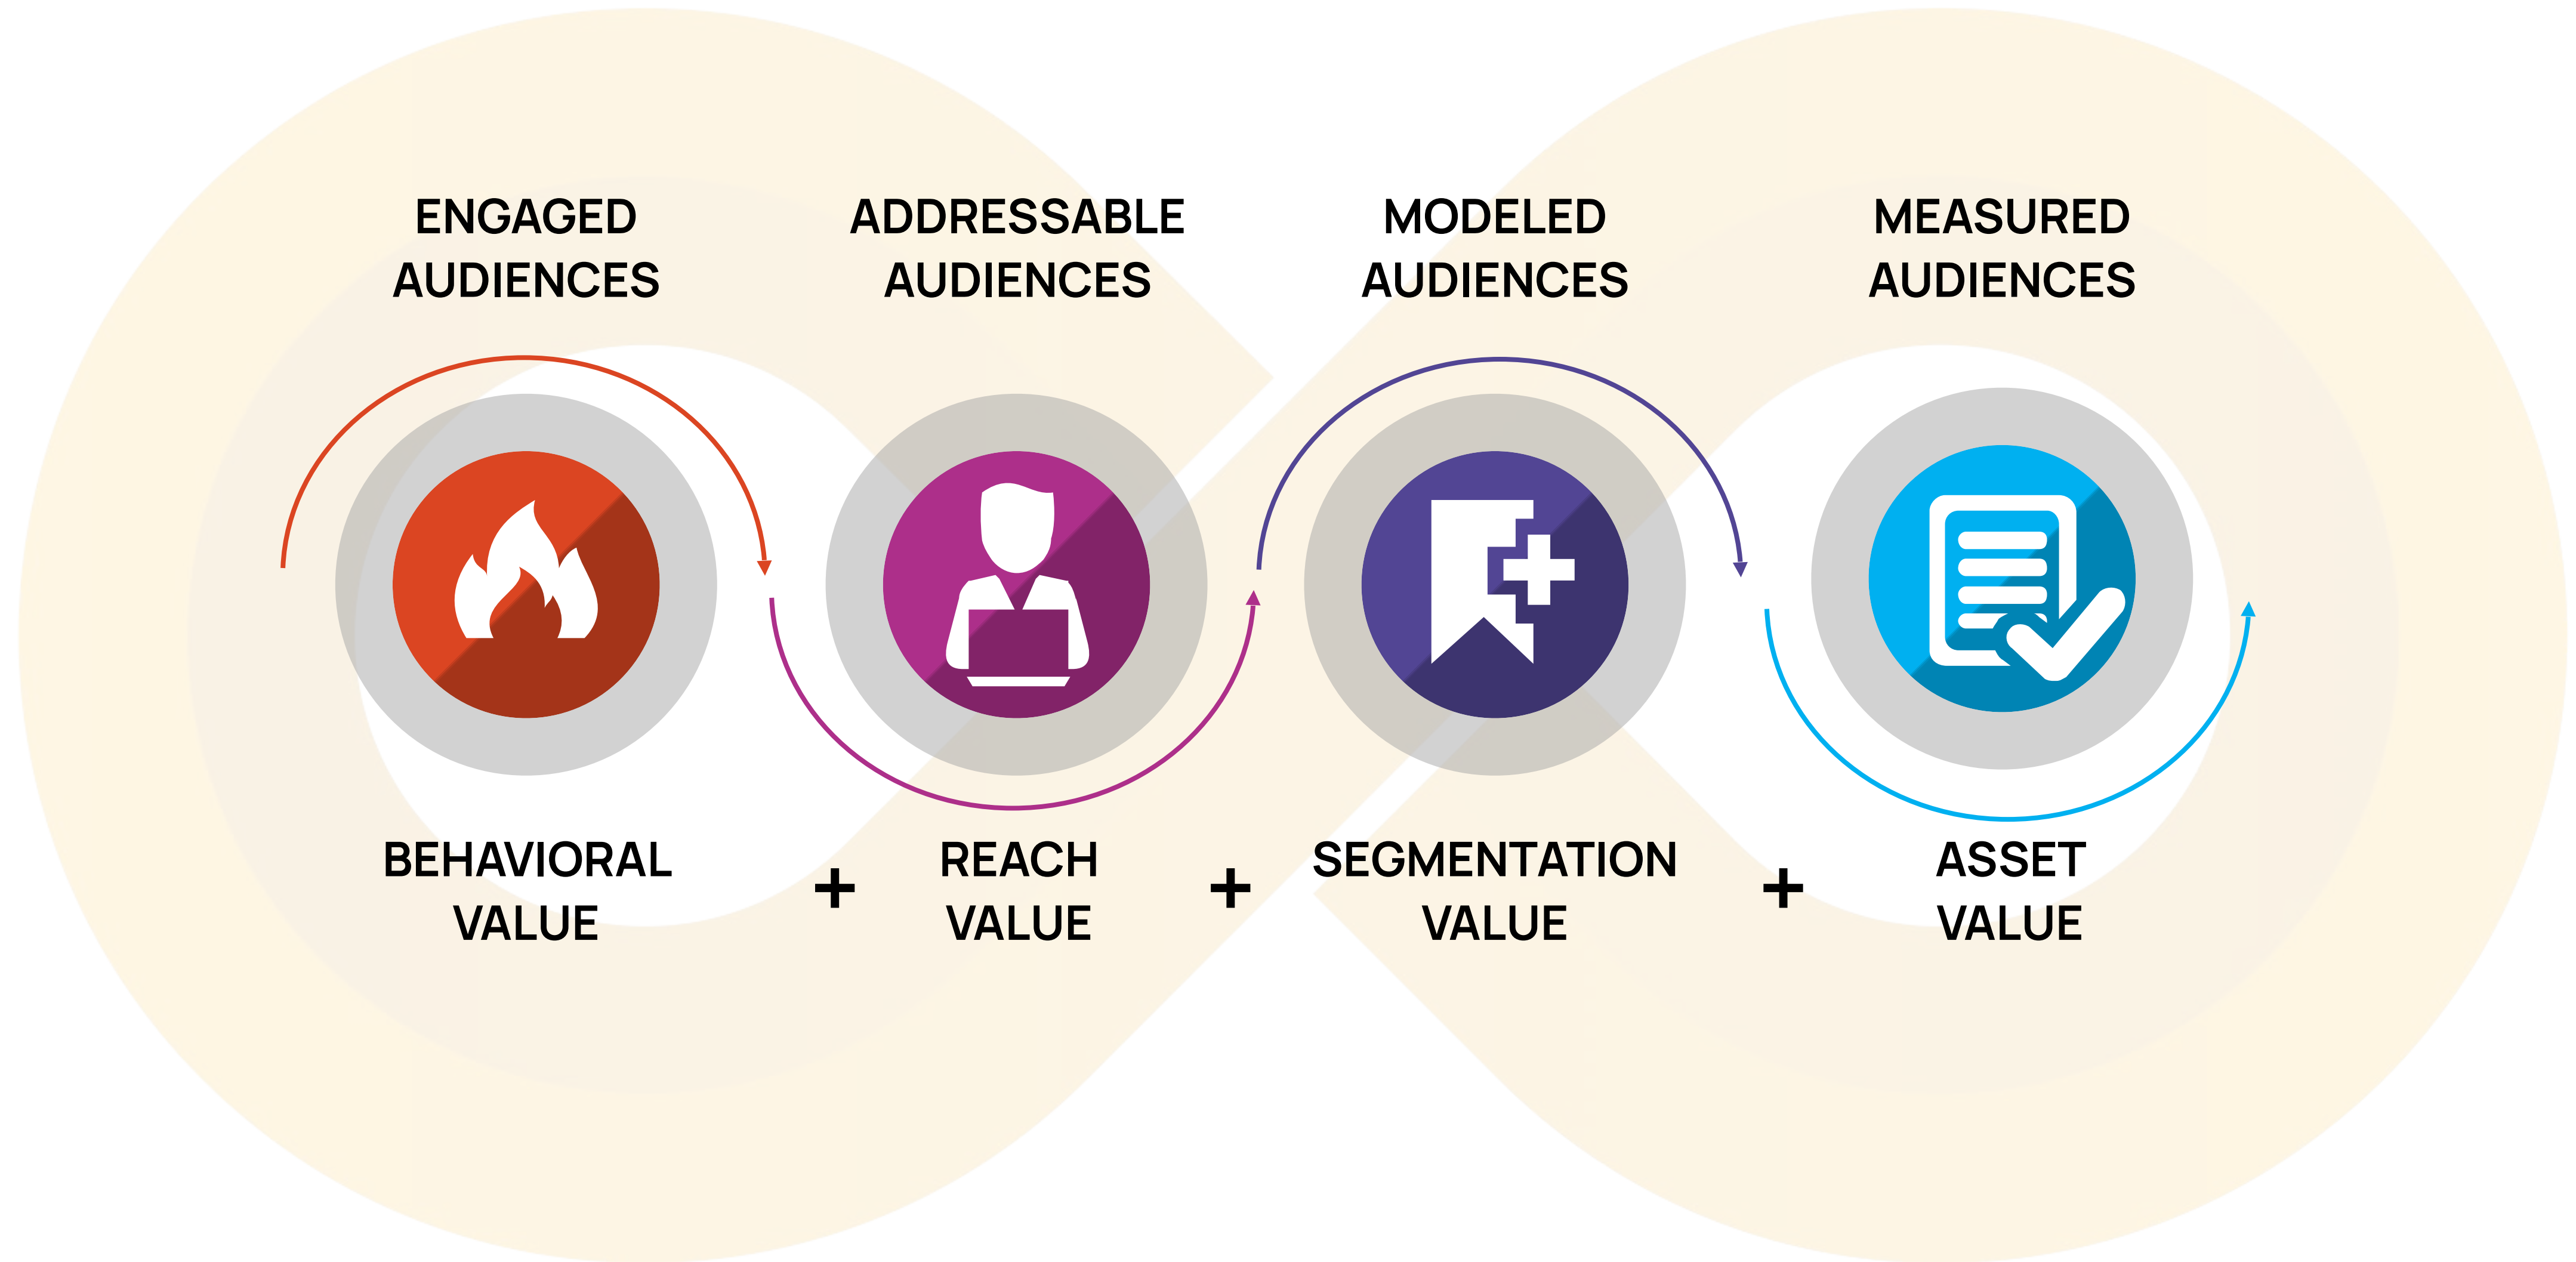 ENGAGED
AUDIENCES
ADDRESSABLE
AUDIENCES
MODELED
AUDIENCES
MEASURED
AUDIENCES
BEHAVIORAL
VALUE
+
REACH
VALUE
+
SEGMENTATION
VALUE
+
ASSET
VALUE